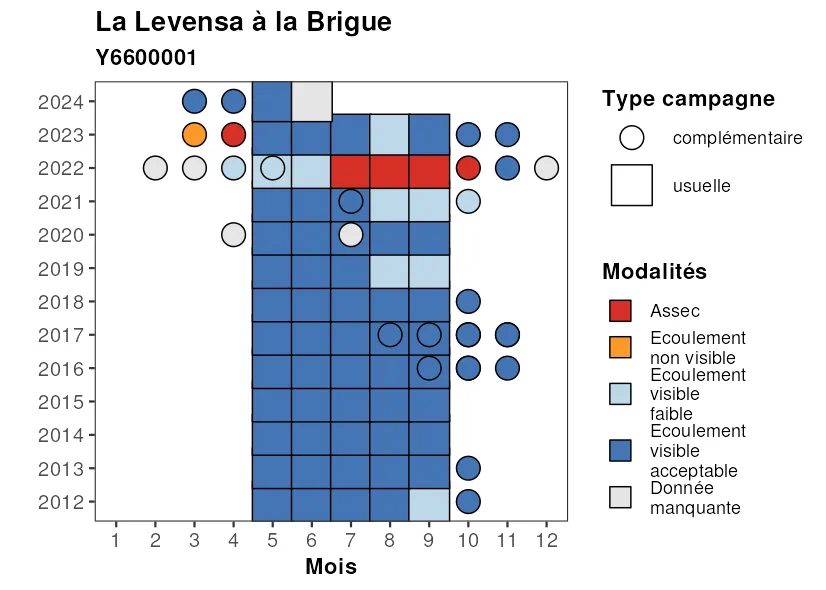 La Levensa à la Brigue
Y6600001
2024
2023
2022
2021
2020
2019
2018
2017
2016
2015
2014
2013
2012
1 2 3 4 5 6 7 8 9 10 11 12
Mois
Type campagne
complémentaire
usuelle
Modalités
Assec
Ecoulement
non visible
Ecoulement
visible
faible
Ecoulement
visible
acceptable
Donnée
manquante